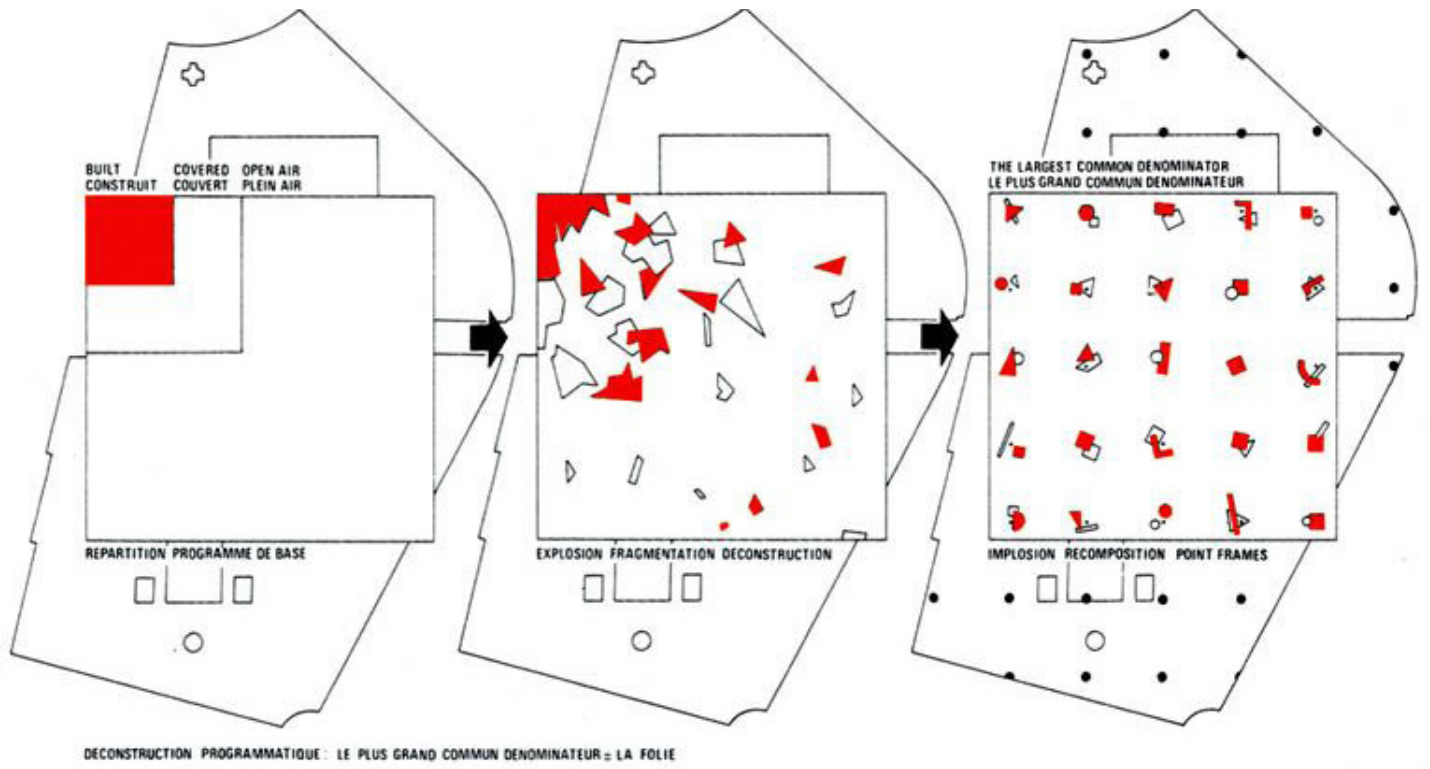 BUILT COVERED OPEN AIR
CONSTRUIT COUVERT PLEIN AIR
REPARTITION PROGRAMME DE BASE
EXPLOSION FRAGMENTATION DECONSTRUCTION
THE LARGEST COMMON DENOMINATOR
LE PLUS GRAND COMMUN DENOMINATEUR
IMPLOSION RECOMPOSITION POINT FRAMES
DECONSTRUCTION PROGRAMMATIQUE: LE PLUS GRAND COMMUN DENOMINATEUR = LA FOLIE